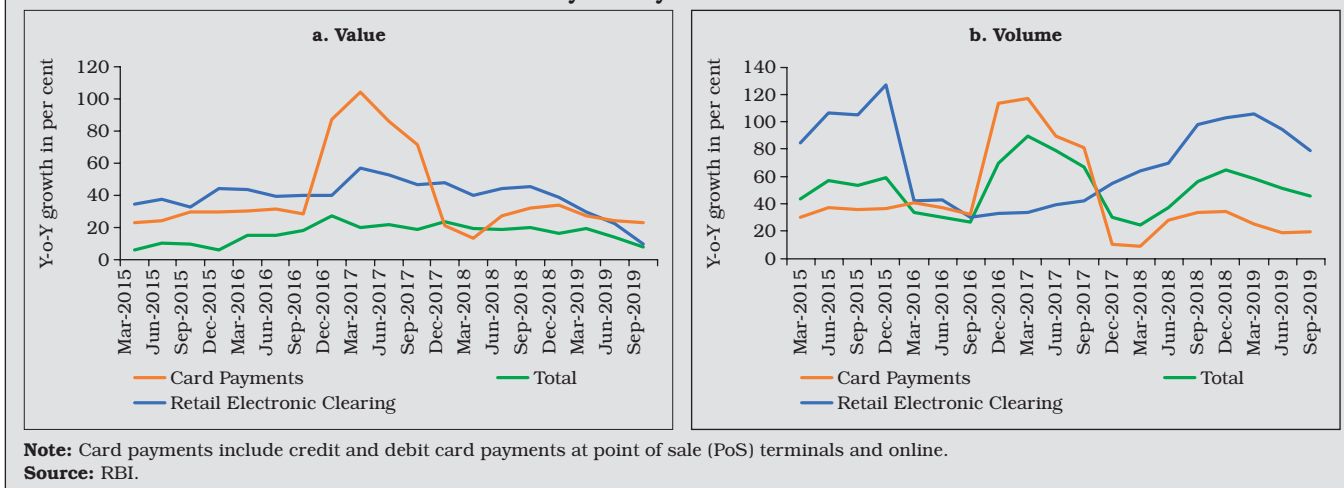 a. Value
Y-o-Y growth in per cent
120
100
80
60
40
20
0
Mar-2015
Jun-2015
Sep-2015
Dec-2015
Mar-2016
Jun-2016
Sep-2016
Dec-2016
Mar-2017
Jun-2017
Sep-2017
Dec-2017
Mar-2018
Jun-2018
Sep-2018
Dec-2018
Mar-2019
Jun-2019
Sep-2019
Card Payments
Total
Retail Electronic Clearing
b. Volume
Y-o-Y growth in per cent
140
120
100
80
60
40
20
0
Mar-2015
Jun-2015
Sep-2015
Dec-2015
Mar-2016
Jun-2016
Sep-2016
Dec-2016
Mar-2017
Jun-2017
Sep-2017
Dec-2017
Mar-2018
Jun-2018
Sep-2018
Dec-2018
Mar-2019
Jun-2019
Sep-2019
Card Payments
Total
Retail Electronic Clearing
Note: Card payments include credit and debit card payments at point of sale (PoS) terminals and online.
Source: RBI.